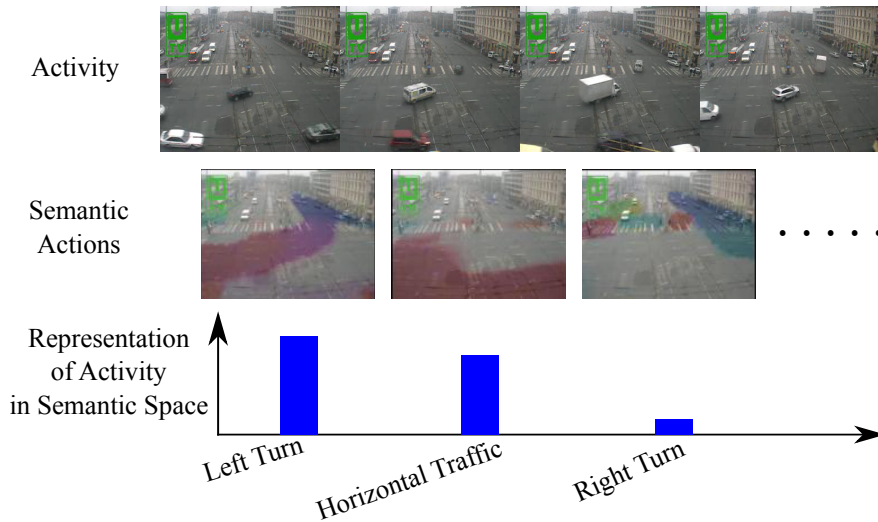 Activity
Semantic
Actions
. . . . .
Representation
of Activity
in Semantic Space
Left Turn
Horizontal Traffic
Right Turn